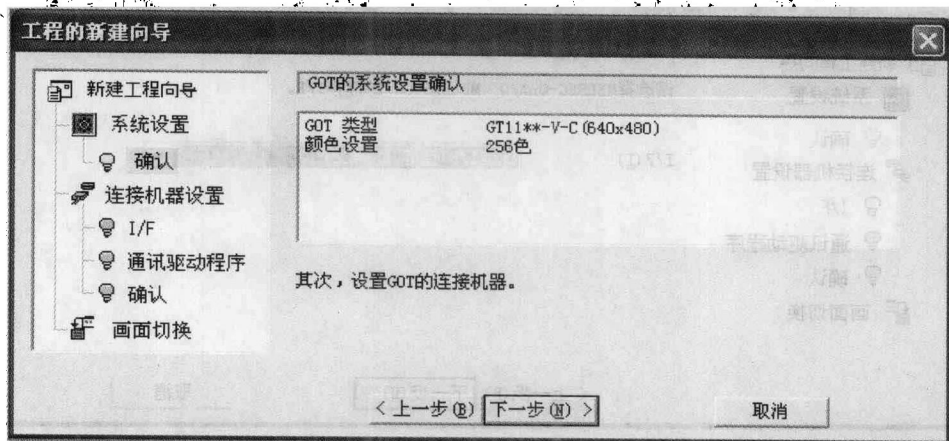 工程的新建向导
新建工程向导
系统设置
确认
连接机器设置
I/F
通讯驱动程序
确认
画面切换
GOT的系统设置确认
GOT 类型 GT11**-V-C(640x480)
颜色设置 256色
其次，设置GOT的连接机器。
< 上一步(B) 下一步(N) > 取消